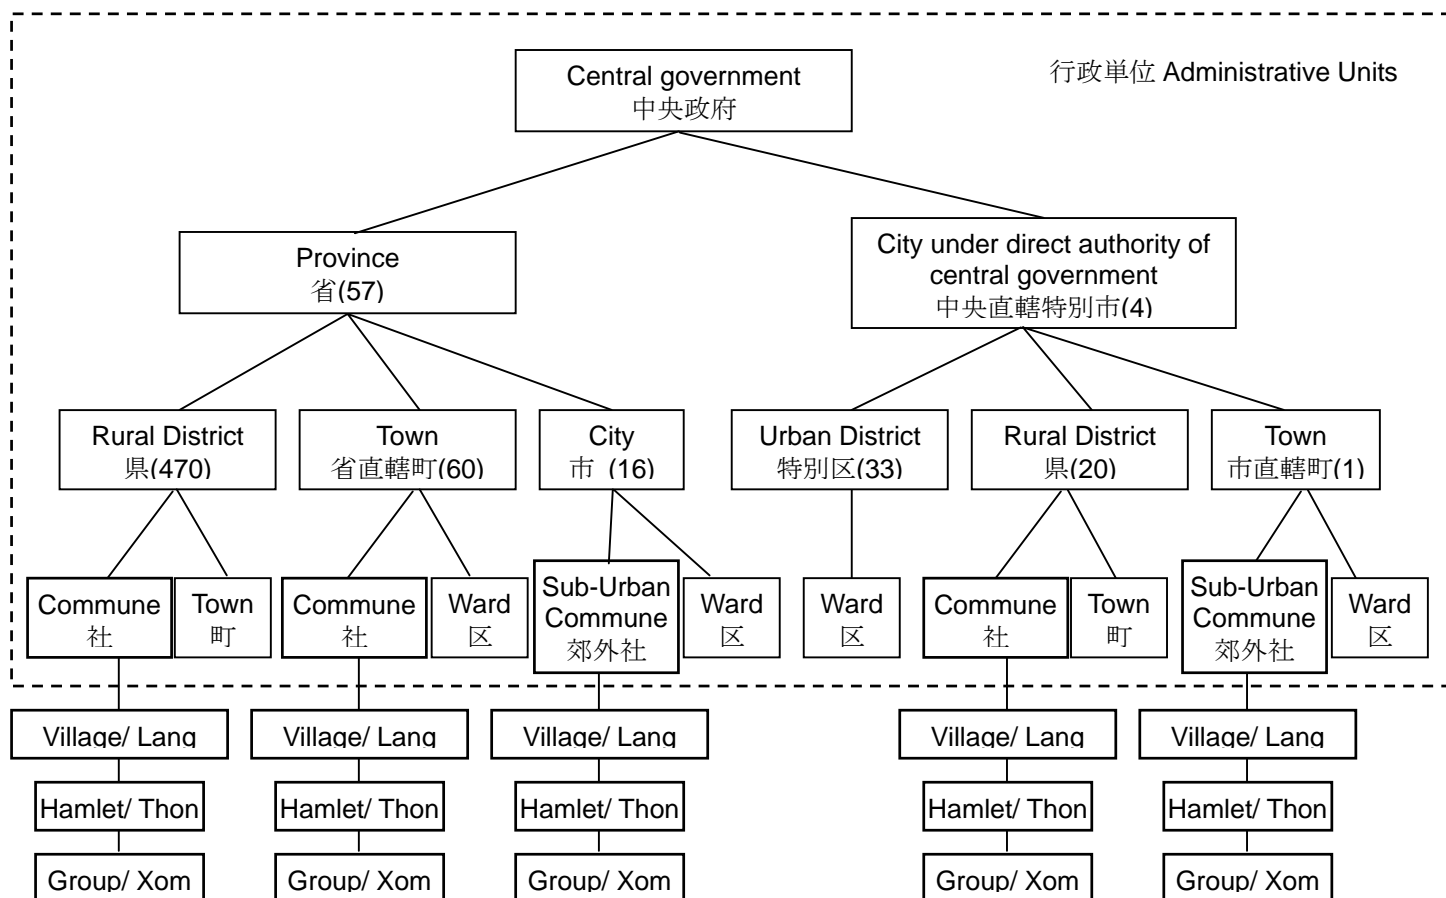 Central government
中央政府
行政単位 Administrative Units
Province
省(57)
City under direct authority of
central government
中央直轄特別市(4)
Rural District
県(470)
Town
省直轄町(60)
City
市 (16)
Urban District
特別区(33)
Rural District
県(20)
Town
市直轄町(1)
Commune
社
Town
町
Commune
社
Ward
区
Sub-Urban
Commune
郊外社
Ward
区
Ward
区
Commune
社
Town
町
Sub-Urban
Commune
郊外社
Ward
区
Village/ Lang
Village/ Lang
Village/ Lang
Village/ Lang
Village/ Lang
Hamlet/ Thon
Hamlet/ Thon
Hamlet/ Thon
Hamlet/ Thon
Hamlet/ Thon
Group/ Xom
Group/ Xom
Group/ Xom
Group/ Xom
Group/ Xom